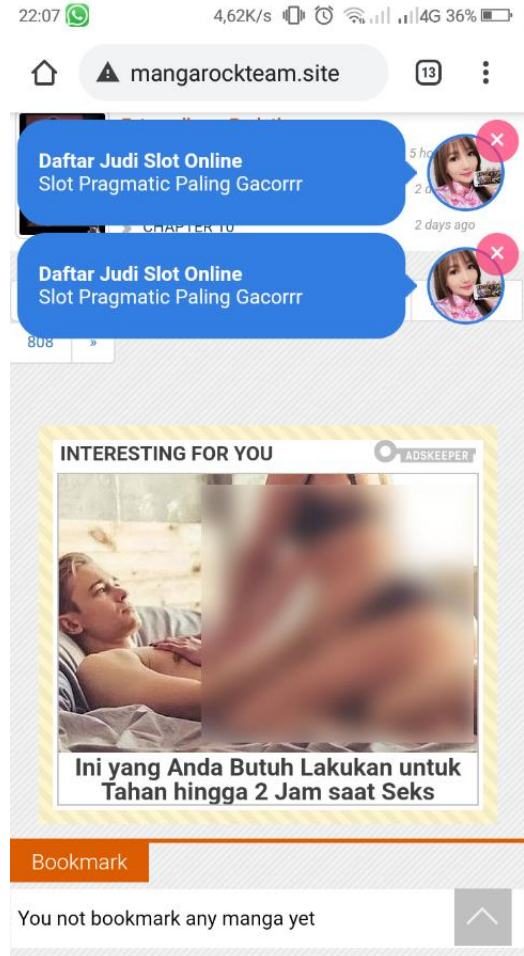 22:07 4,62K/s 4G 36%
mangarockteam.site 13
Daftar Judi Slot Online
Slot Pragmatic Paling Gacorrr
CHAPTER 10 2 days ago
Daftar Judi Slot Online
Slot Pragmatic Paling Gacorrr
808 »
INTERESTING FOR YOU ADSKEEPER
Ini yang Anda Butuh Lakukan untuk
Tahan hingga 2 Jam saat Seks
Bookmark
You not bookmark any manga yet